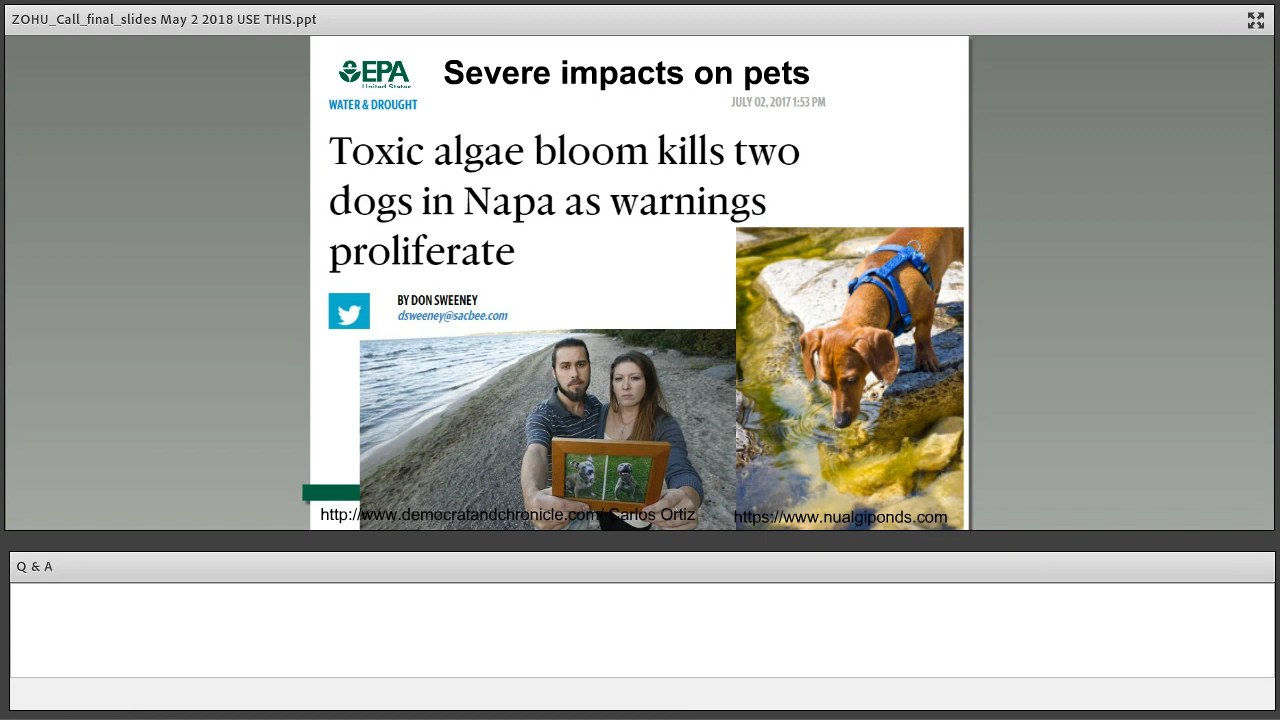 ZOHU_Call_final_slides May 2 2018 USE THIS.ppt
EPA
United States
Severe impacts on pets
WATER & DROUGHT
JULY 02, 2017 1:53 PM
Toxic algae bloom kills two
dogs in Napa as warnings
proliferate
BY DON SWEENEY
dsweeney@sacbee.com
http://www.democratandchronicle.com/ Carlos Ortiz
https://www.nualgiponds.com
Q & A